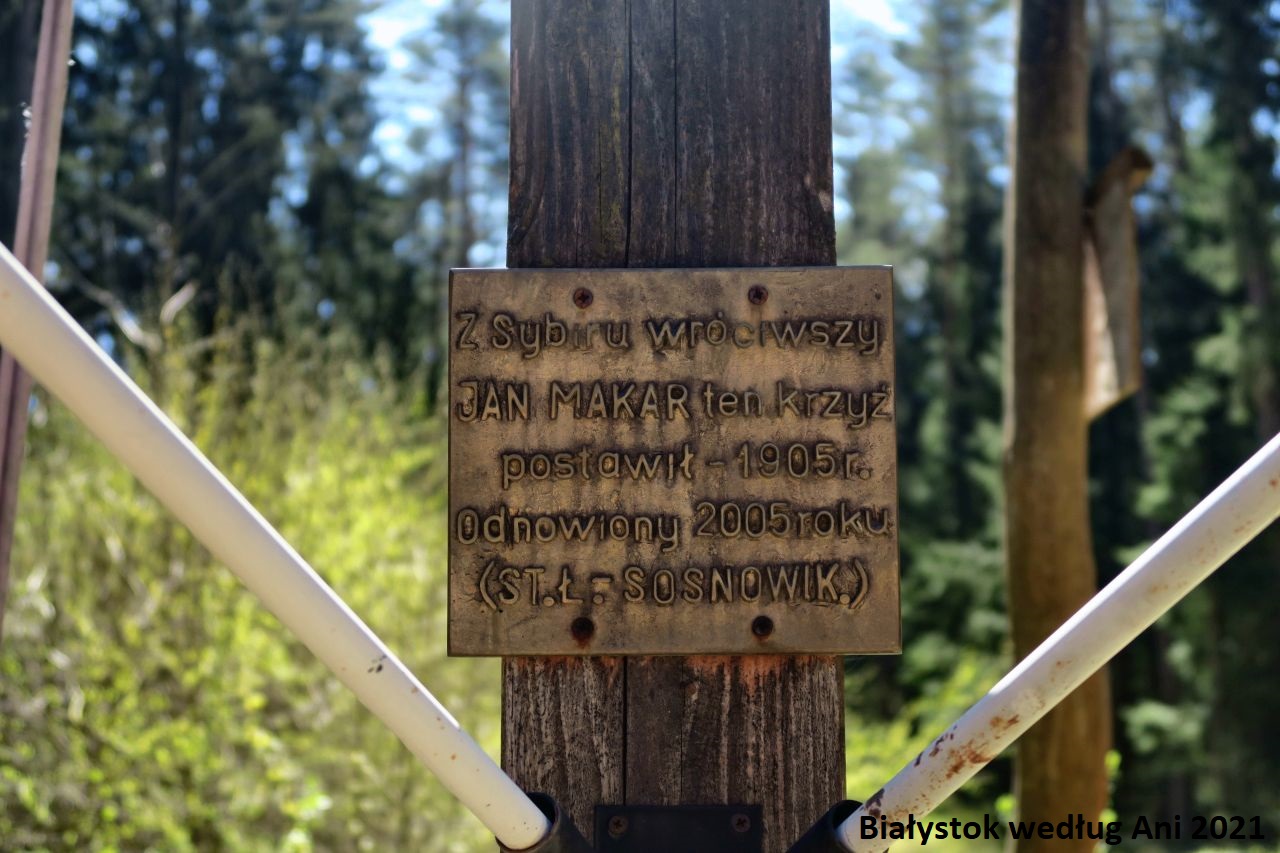 Z Sybiru wróciwszy
JAN MAKAR ten krzyż
postawił - 1905 r.
Odnowiony 2005 roku
(ST. Ł. - SOSNOWIK.)
Białystok według Ani 2021